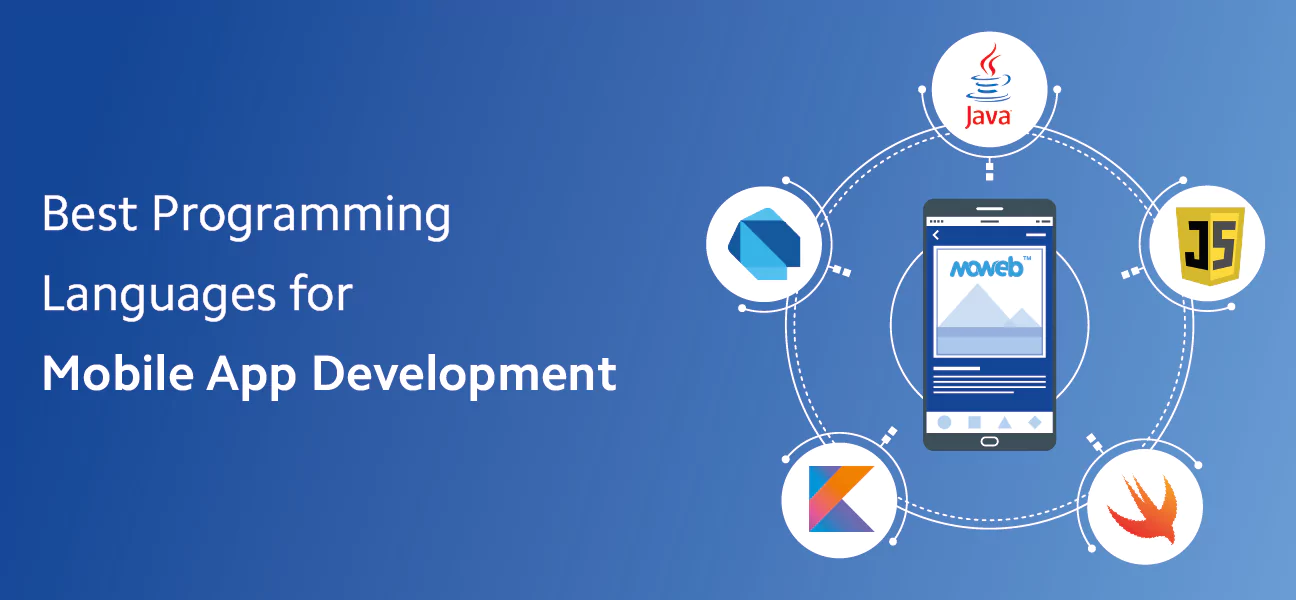 Best Programming
Languages for
Mobile App Development
Java
JS
MOWEB™